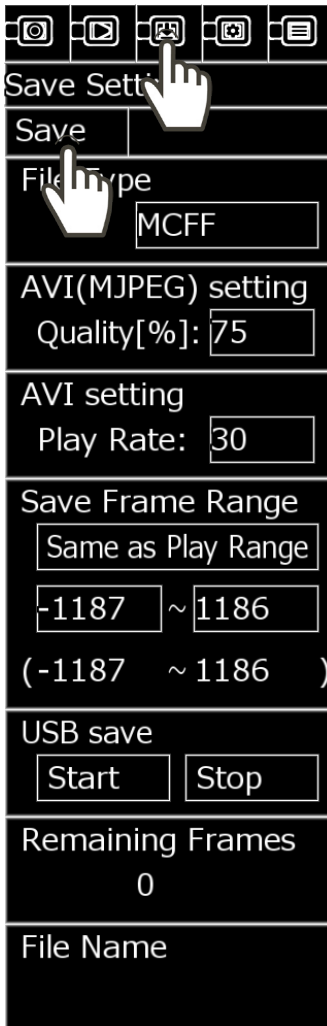 Save
Save
MCFF
AVI(MJPEG) setting
Quality[%]: 75
AVI setting
Play Rate: 30
Save Frame Range
Same as Play Range
-1187 ~ 1186
(-1187 ~ 1186 )
USB save
Start Stop
Remaining Frames
0
File Name